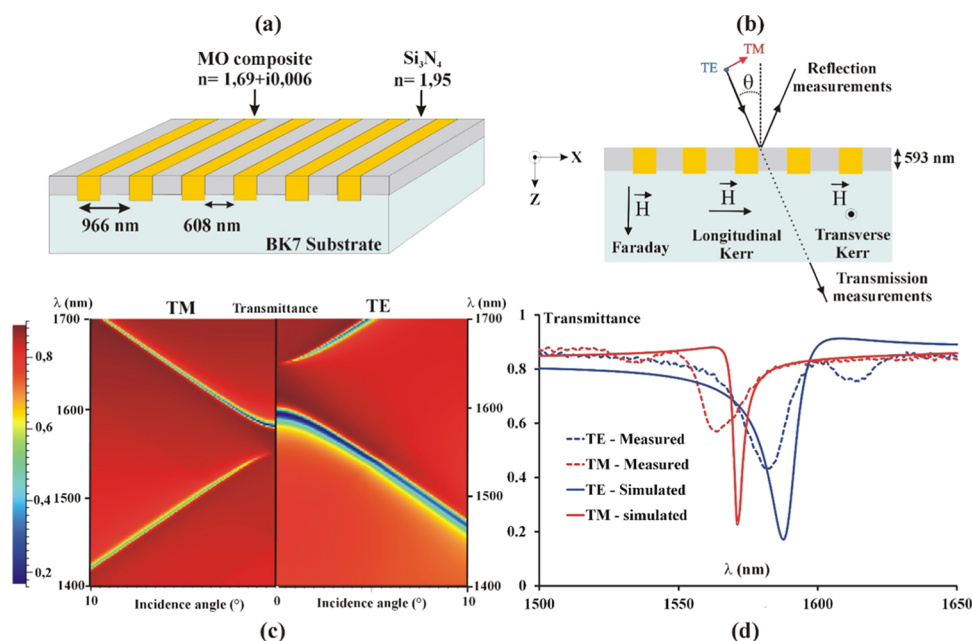 (a)
MO composite
n= 1,69+i0,006
Si₃N₄
n= 1,95
966 nm
608 nm
BK7 Substrate
(b)
TM
TE
θ
Reflection
measurements
X
Z
593 nm
H
Faraday
H
Longitudinal
Kerr
H
Transverse
Kerr
Transmission
measurements
λ (nm)
TM
Transmittance
TE
λ (nm)
1700
1700
0,8
1600
1600
0,6
0,4
1500
1500
0,2
1400
1400
10
Incidence angle (°)
0
Incidence angle (°)
10
(c)
1
Transmittance
0.8
0.6
0.4
0.2
0
TE - Measured
TM - Measured
TE - Simulated
TM - simulated
λ (nm)
1500
1550
1600
1650
(d)